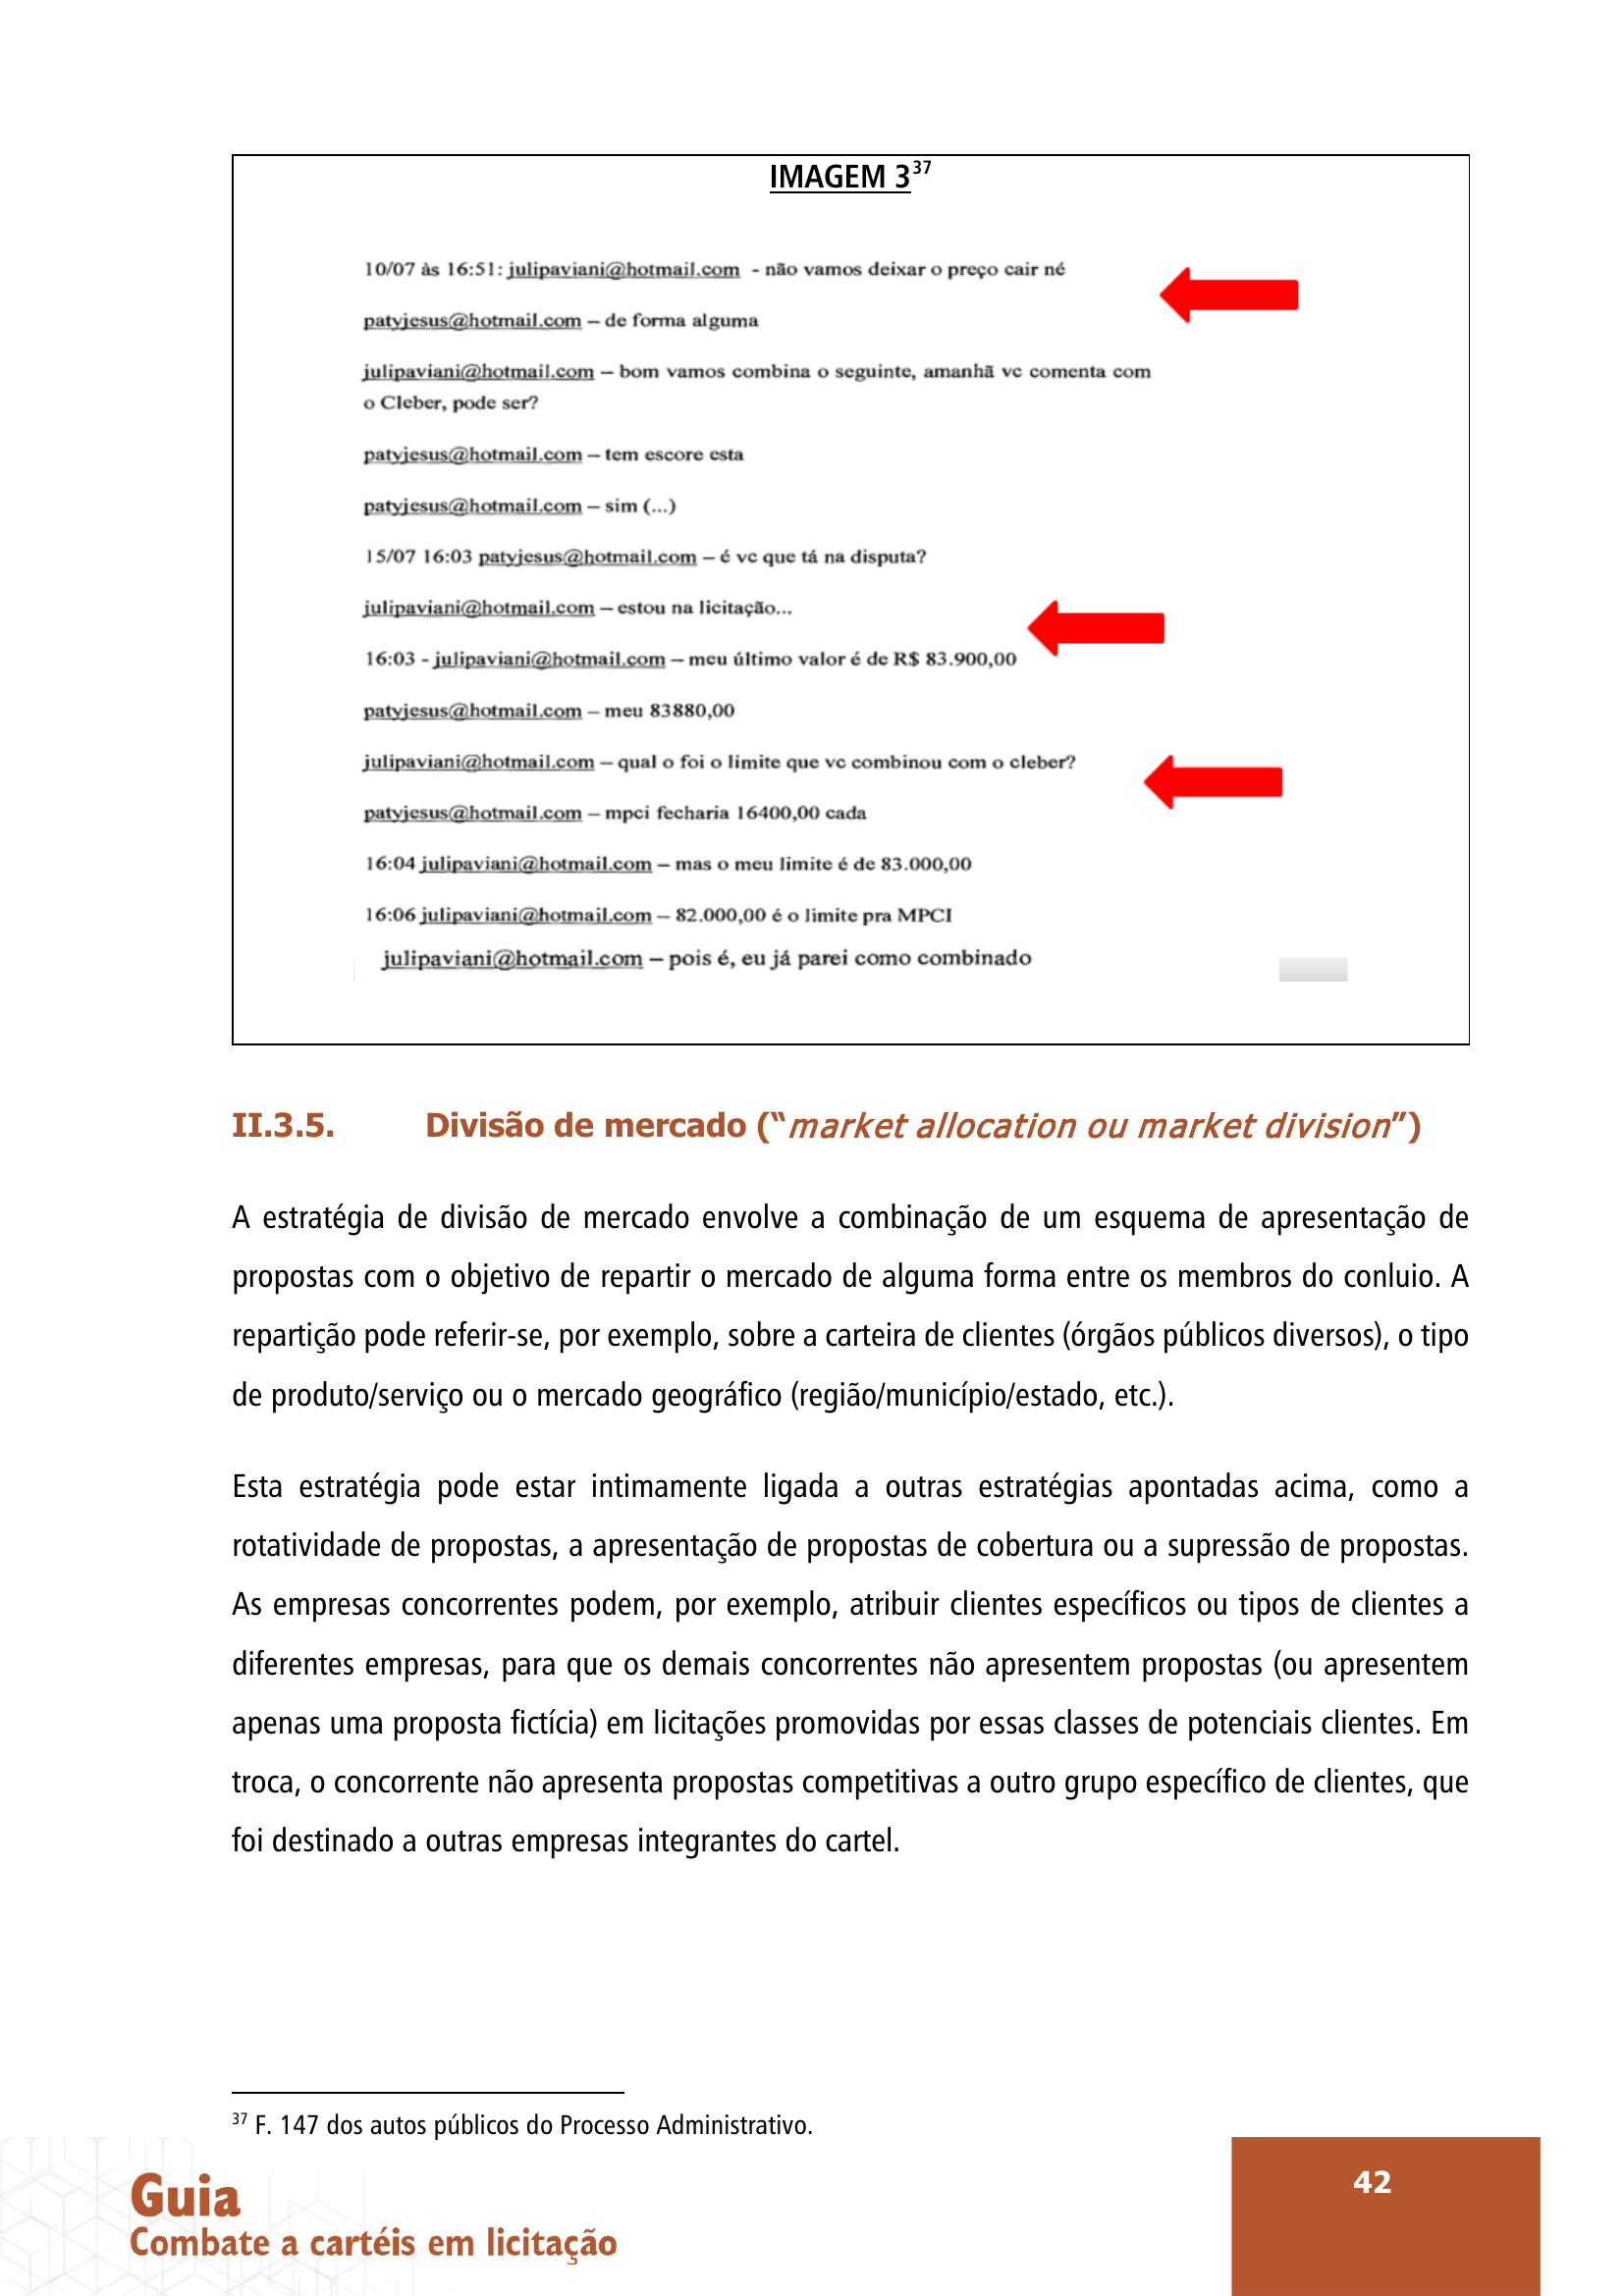 IMAGEM 3³⁷
10/07 às 16:51: julipaviani@hotmail.com - não vamos deixar o preço cair né
patyjesus@hotmail.com – de forma alguma
julipaviani@hotmail.com – bom vamos combina o seguinte, amanhã vc comenta com
o Cleber, pode ser?
patyjesus@hotmail.com – tem escore esta
patyjesus@hotmail.com – sim (...)
15/07 16:03 patyjesus@hotmail.com – é vc que tá na disputa?
julipaviani@hotmail.com – estou na licitação...
16:03 - julipaviani@hotmail.com – meu último valor é de R$ 83.900,00
patyjesus@hotmail.com – meu 83880,00
julipaviani@hotmail.com – qual o foi o limite que vc combinou com o cleber?
patyjesus@hotmail.com – mpci fecharia 16400,00 cada
16:04 julipaviani@hotmail.com – mas o meu limite é de 83.000,00
16:06 julipaviani@hotmail.com – 82.000,00 é o limite pra MPCI
julipaviani@hotmail.com – pois é, eu já parei como combinado
II.3.5. Divisão de mercado (“market allocation ou market division”)
A estratégia de divisão de mercado envolve a combinação de um esquema de apresentação de
propostas com o objetivo de repartir o mercado de alguma forma entre os membros do conluio. A
repartição pode referir-se, por exemplo, sobre a carteira de clientes (órgãos públicos diversos), o tipo
de produto/serviço ou o mercado geográfico (região/município/estado, etc.).
Esta estratégia pode estar intimamente ligada a outras estratégias apontadas acima, como a
rotatividade de propostas, a apresentação de propostas de cobertura ou a supressão de propostas.
As empresas concorrentes podem, por exemplo, atribuir clientes específicos ou tipos de clientes a
diferentes empresas, para que os demais concorrentes não apresentem propostas (ou apresentem
apenas uma proposta fictícia) em licitações promovidas por essas classes de potenciais clientes. Em
troca, o concorrente não apresenta propostas competitivas a outro grupo específico de clientes, que
foi destinado a outras empresas integrantes do cartel.
³⁷ F. 147 dos autos públicos do Processo Administrativo.
42
Guia
Combate a cartéis em licitação